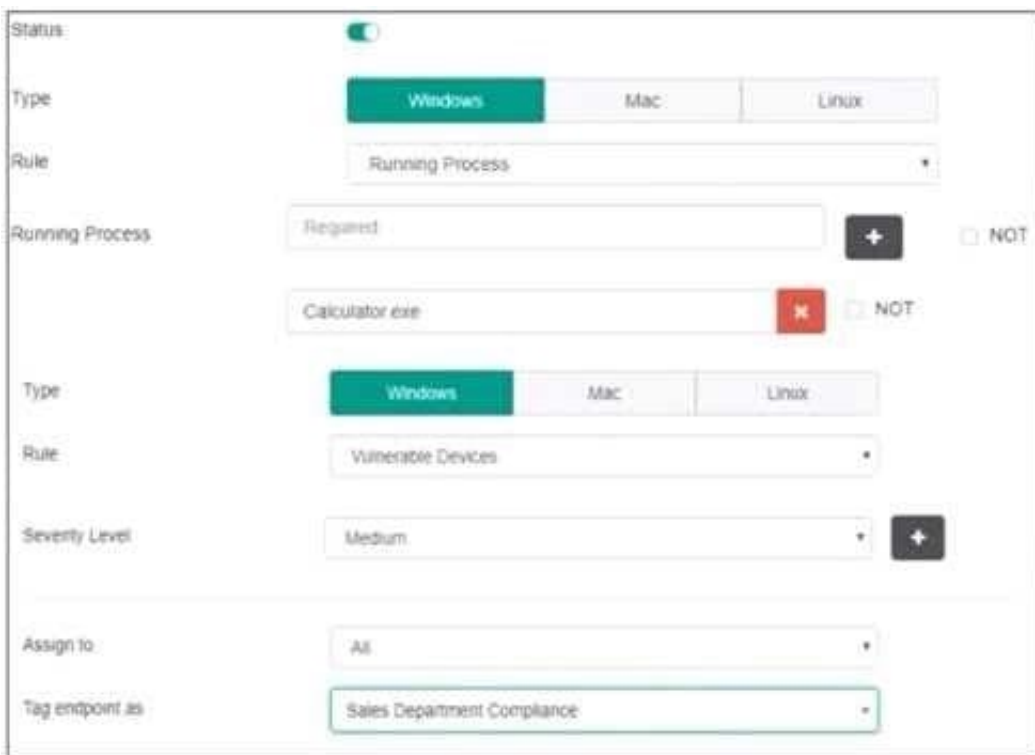 Status
Type Windows Mac Linux
Rule Running Process
Running Process Required NOT
Calculator exe NOT
Type Windows Mac Linux
Rule Vulnerable Devices
Severity Level Medium
Assign to All
Tag endpoint as Sales Department Compliance